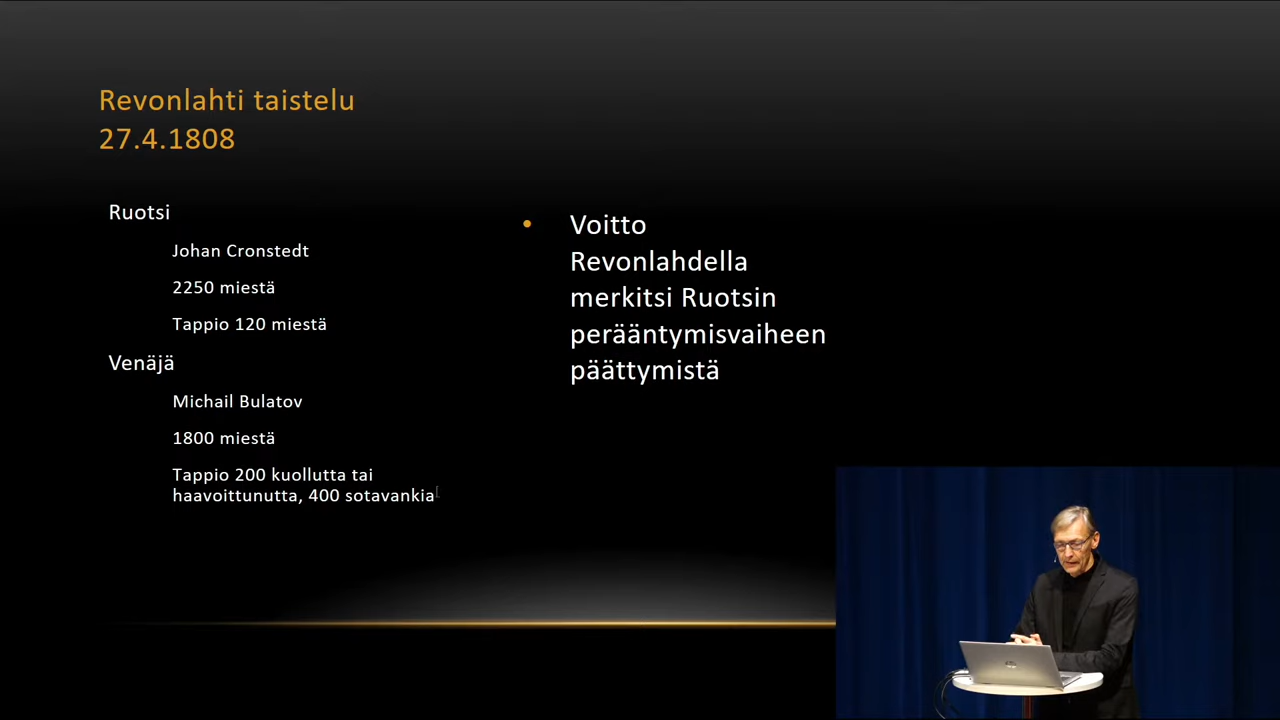 Revonlahti taistelu
27.4.1808
Ruotsi
Johan Cronstedt
2250 miestä
Tappio 120 miestä
Venäjä
Michail Bulatov
1800 miestä
Tappio 200 kuollutta tai
haavoittunutta, 400 sotavankia
Voitto
Revonlahdella
merkitsi Ruotsin
perääntymisvaiheen
päättymistä